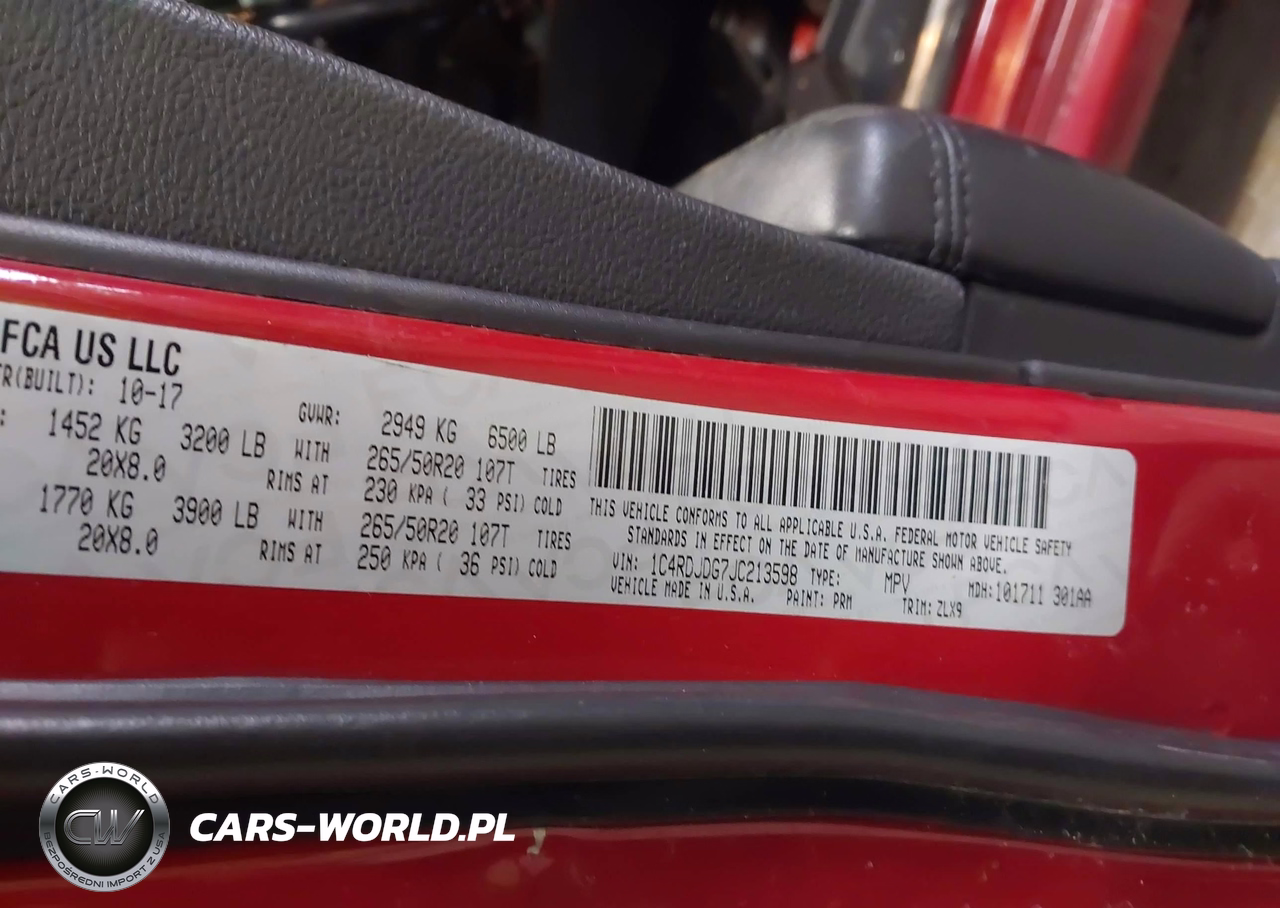 FCA US LLC
TR(BUILT): 10-17
GVWR: 2949 KG 6500 LB
: 1452 KG 3200 LB WITH 265/50R20 107T TIRES
20X8.0 RIMS AT 230 KPA ( 33 PSI) COLD
1770 KG 3900 LB WITH 265/50R20 107T TIRES
20X8.0 RIMS AT 250 KPA ( 36 PSI) COLD
THIS VEHICLE CONFORMS TO ALL APPLICABLE U.S.A. FEDERAL MOTOR VEHICLE SAFETY
STANDARDS IN EFFECT ON THE DATE OF MANUFACTURE SHOWN ABOVE.
VIN: 1C4RDJDG7JC213598 TYPE: MPV MDH: 101711 301AA
VEHICLE MADE IN U.S.A. PAINT: PRM TRIM: ZLX9
CARS-WORLD
CW
BEZPOŚREDNI IMPORT Z USA
CARS-WORLD.PL